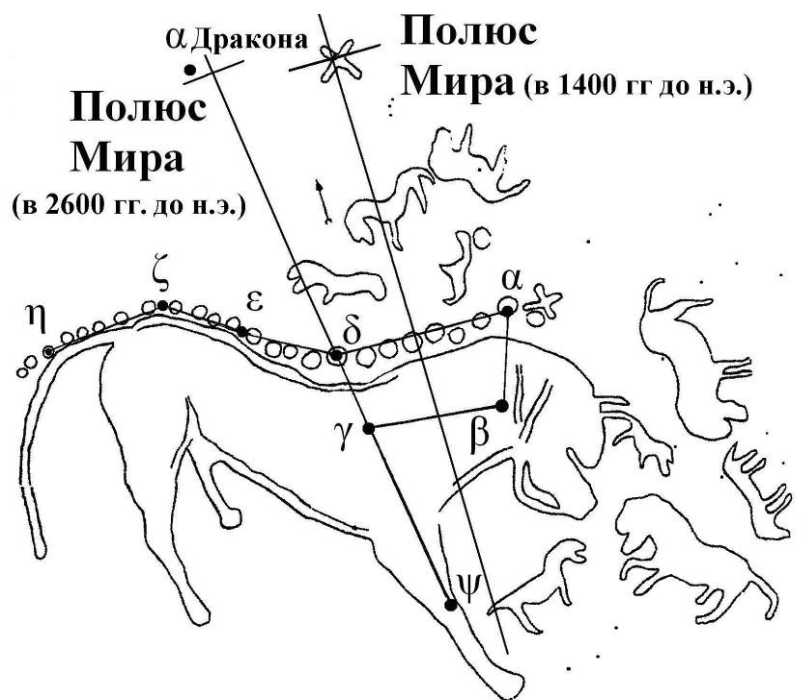 α Дракона
Полюс
Мира (в 1400 гг до н.э.)
Полюс
Мира
(в 2600 гг. до н.э.)
ζ
ε
η
δ
α
γ
β
ψ